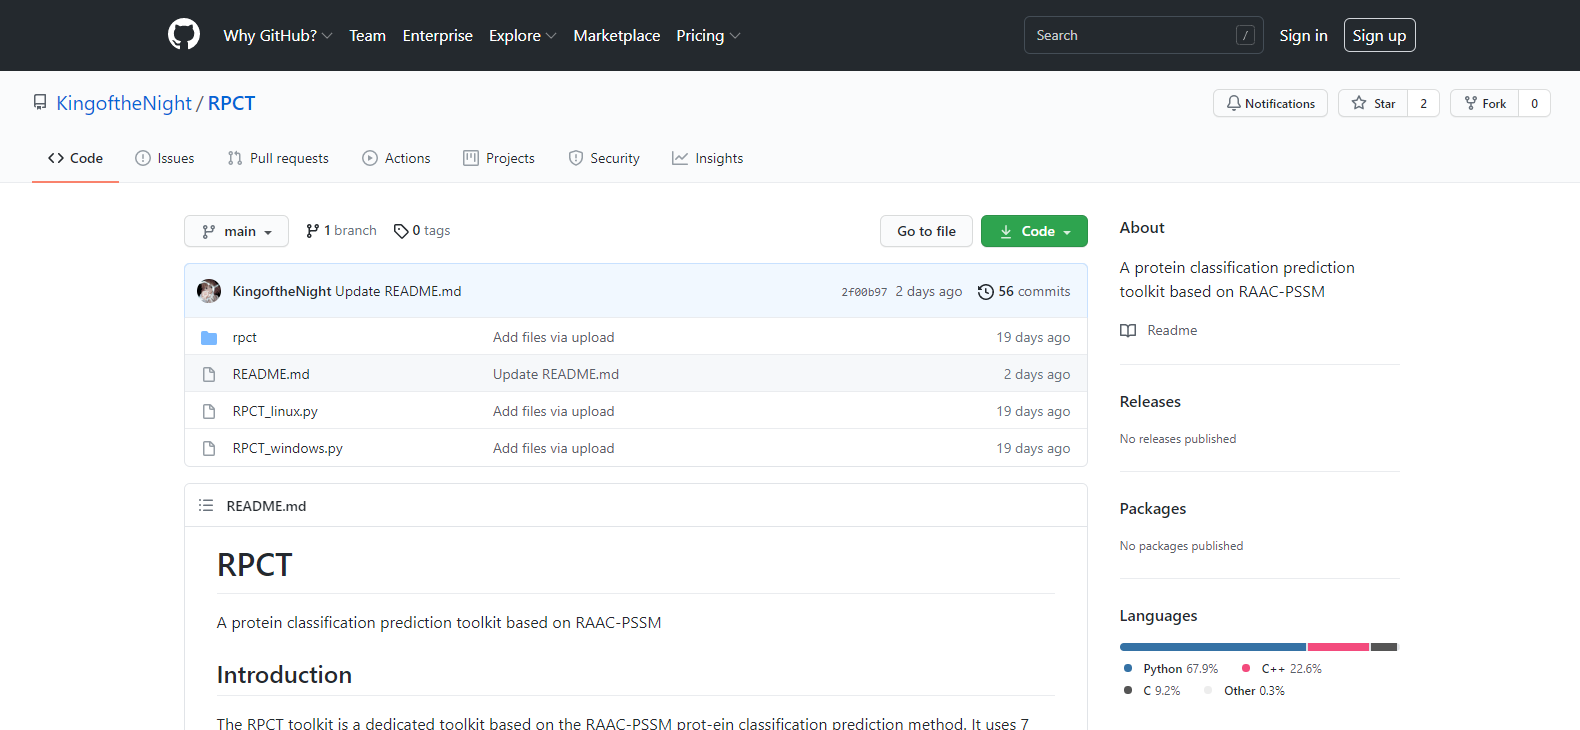 Why GitHub? Team Enterprise Explore Marketplace Pricing Search / Sign in Sign up
KingoftheNight / RPCT Notifications Star 2 Fork 0
Code Issues Pull requests Actions Projects Security Insights
main 1 branch 0 tags Go to file Code
KingoftheNight Update README.md 2f00b97 2 days ago 56 commits
rpct Add files via upload 19 days ago
README.md Update README.md 2 days ago
RPCT_linux.py Add files via upload 19 days ago
RPCT_windows.py Add files via upload 19 days ago
README.md
RPCT
A protein classification prediction toolkit based on RAAC-PSSM
Introduction
The RPCT toolkit is a dedicated toolkit based on the RAAC-PSSM prot-ein classification prediction method. It uses 7
About
A protein classification prediction
toolkit based on RAAC-PSSM
Readme
Releases
No releases published
Packages
No packages published
Languages
Python 67.9% C++ 22.6%
C 9.2% Other 0.3%